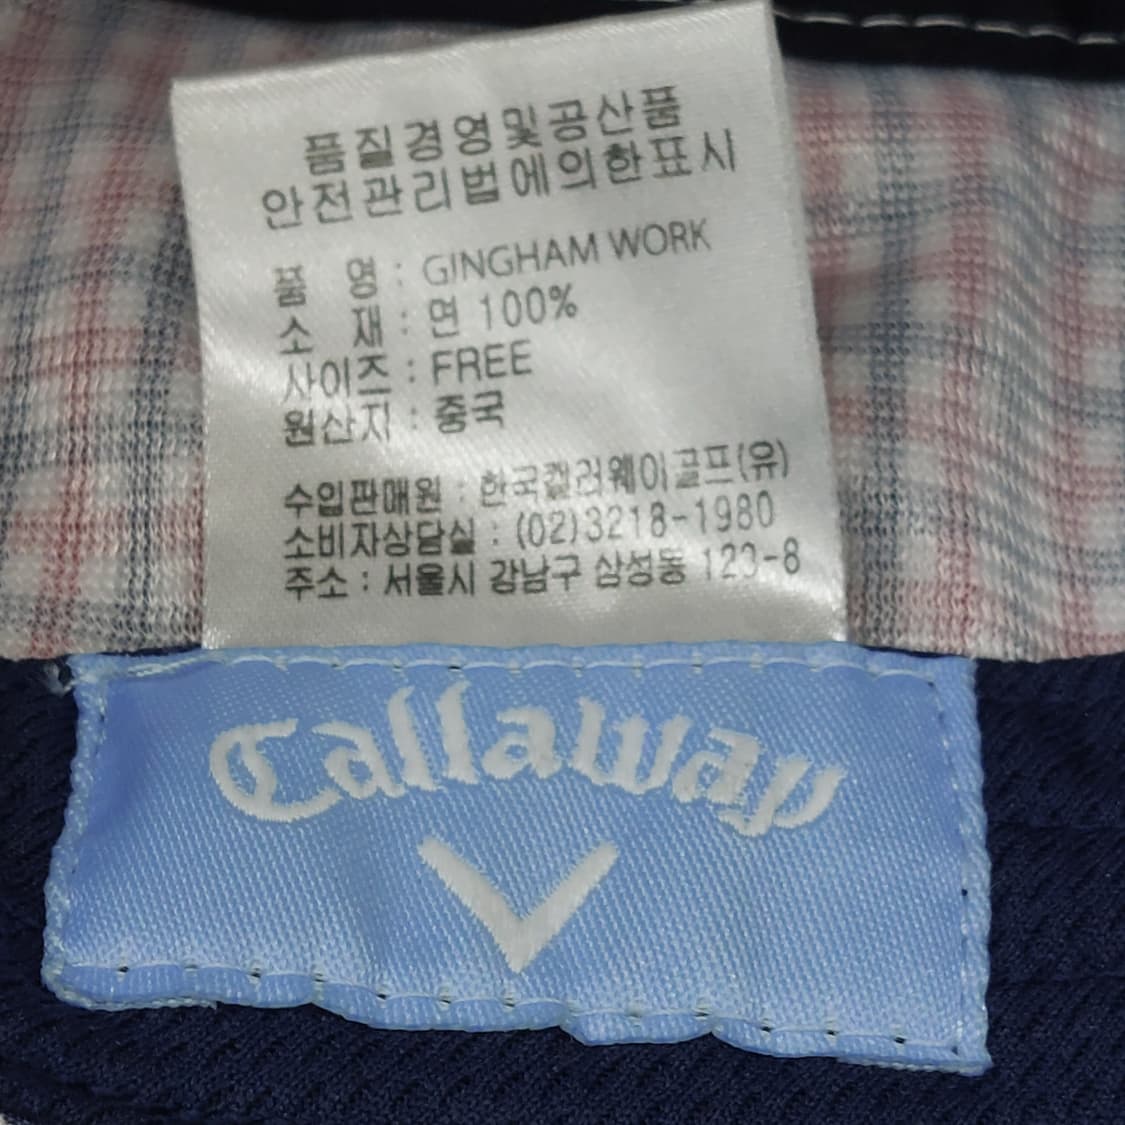 품질경영및공산품
안전관리법에의한표시
품 명 : GINGHAM WORK
소 재 : 면 100%
사이즈 : FREE
원산지 : 중국
수입판매원 : 한국캘러웨이골프(유)
소비자상담실 : (02)3218-1980
주소 : 서울시 강남구 삼성동 123-8
Callaway